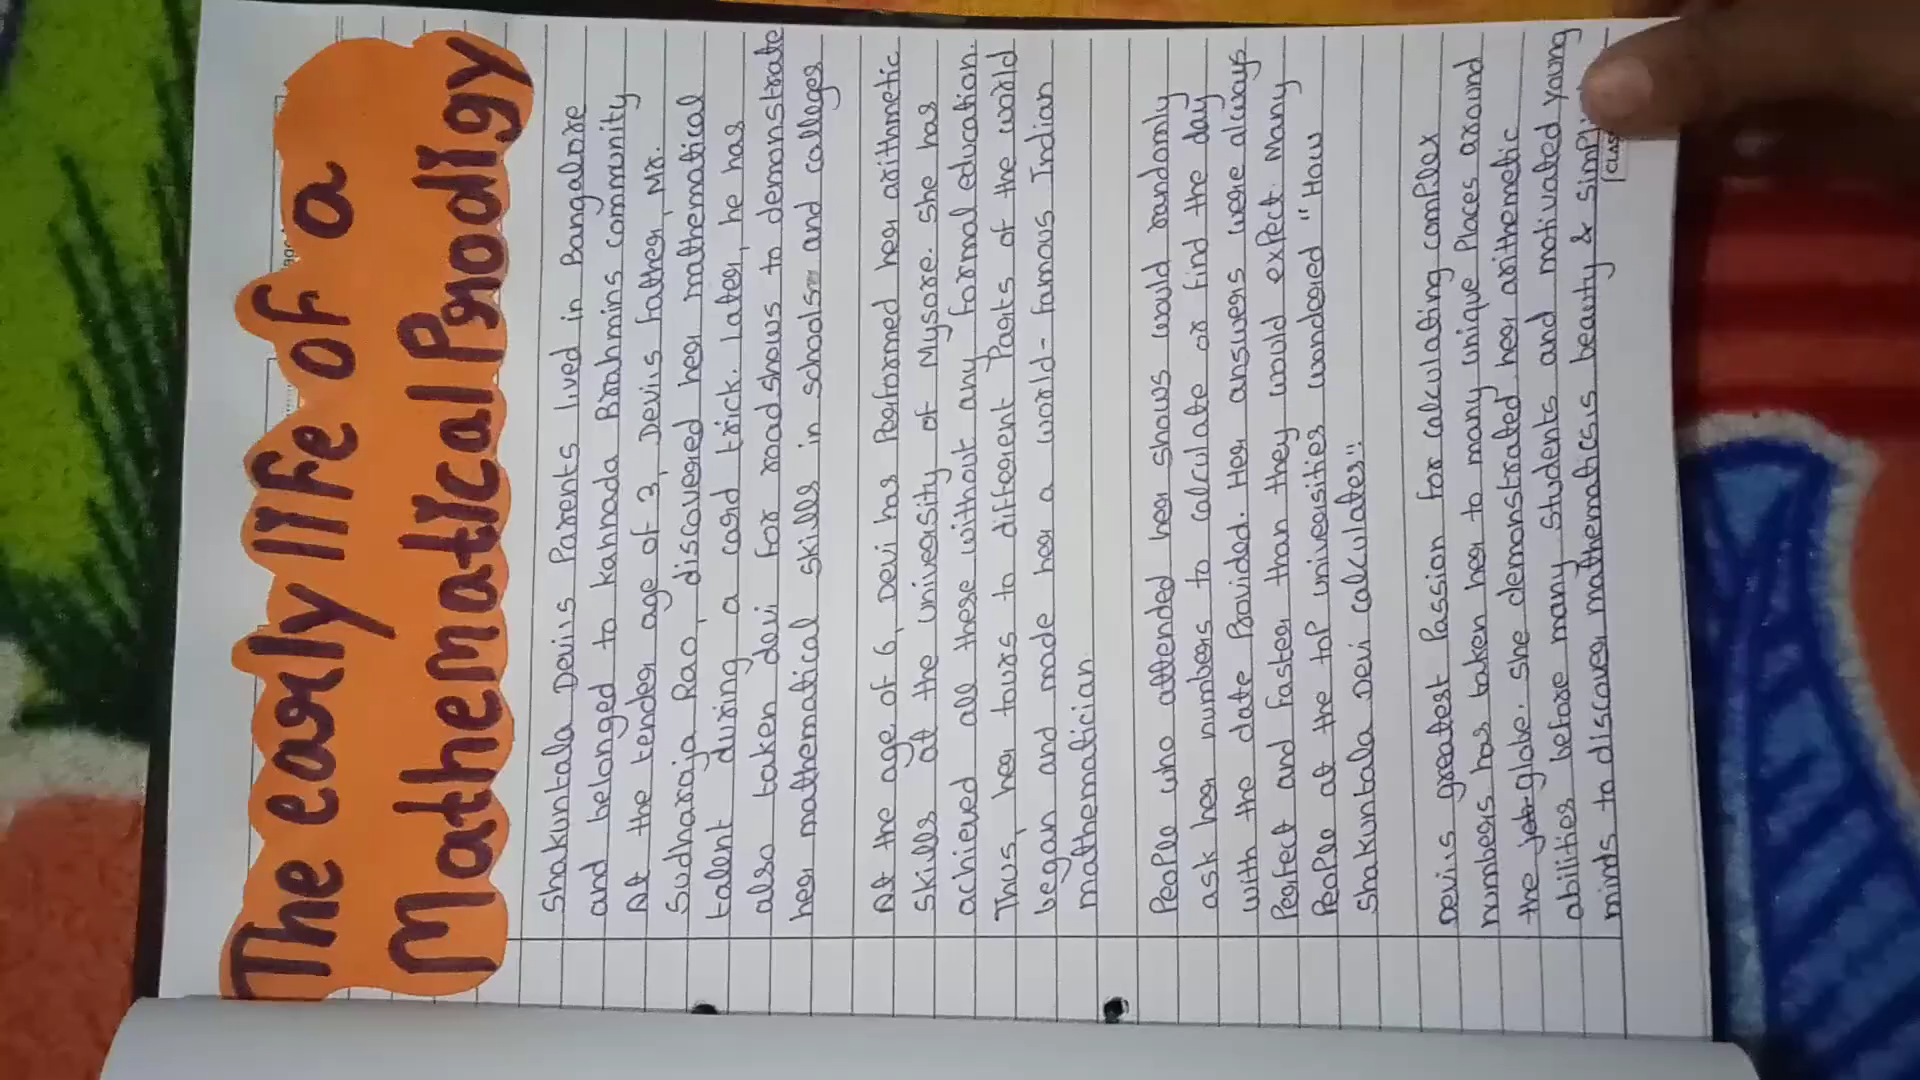 The early life of a
Mathematical Prodigy
Shakuntala Devi's Parents lived in Bangalore
and belonged to kahnada Brahmins community
At the tender age of 3, Devi's father, Mr.
Sudharaja Rao, discovered her mathematical
talent during a card trick. later, he has
also taken devi for roadshows to demonstrate
her mathematical skills in schools and colleges
At the age of 6, Devi has Performed her arithmetic
skills at the university of Mysore. She has
achieved all these without any formal education.
Thus, her tours to different Parts of the world
began and made her a world-famous Indian
mathematician.
People who attended her shows would randomly
ask her numbers to calculate or find the day
with the date Provided. Her answers were always
Perfect and faster than they would expect. Many
People at the top universities wondered "How
Shakuntala Devi calculates!!
Devi's greatest Passion for calculating complex
numbers has taken her to many unique Places around
the globe. She demonstrated her arithemetic
abilities before many students and motivated young
minds to discover mathematics's beauty &